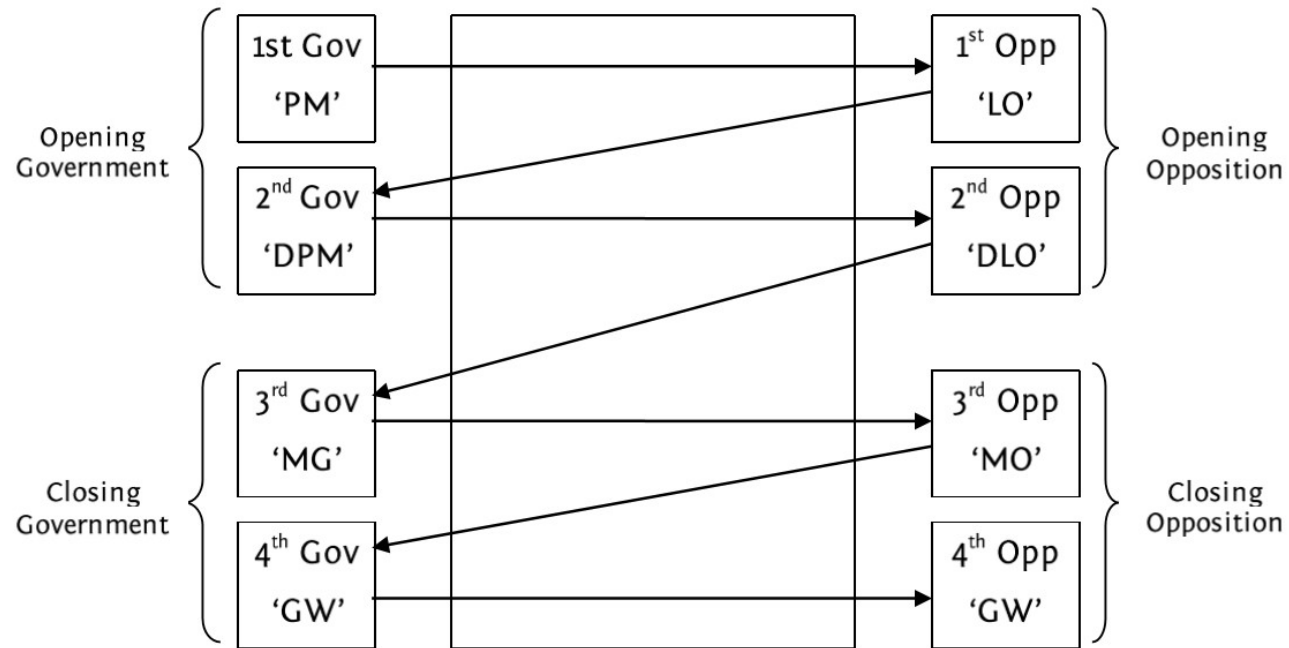 1st Gov
‘PM’
1st Opp
‘LO’
Opening
Government
Opening
Opposition
2nd Gov
‘DPM’
2nd Opp
‘DLO’
3rd Gov
‘MG’
3rd Opp
‘MO’
Closing
Government
Closing
Opposition
4th Gov
‘GW’
4th Opp
‘GW’